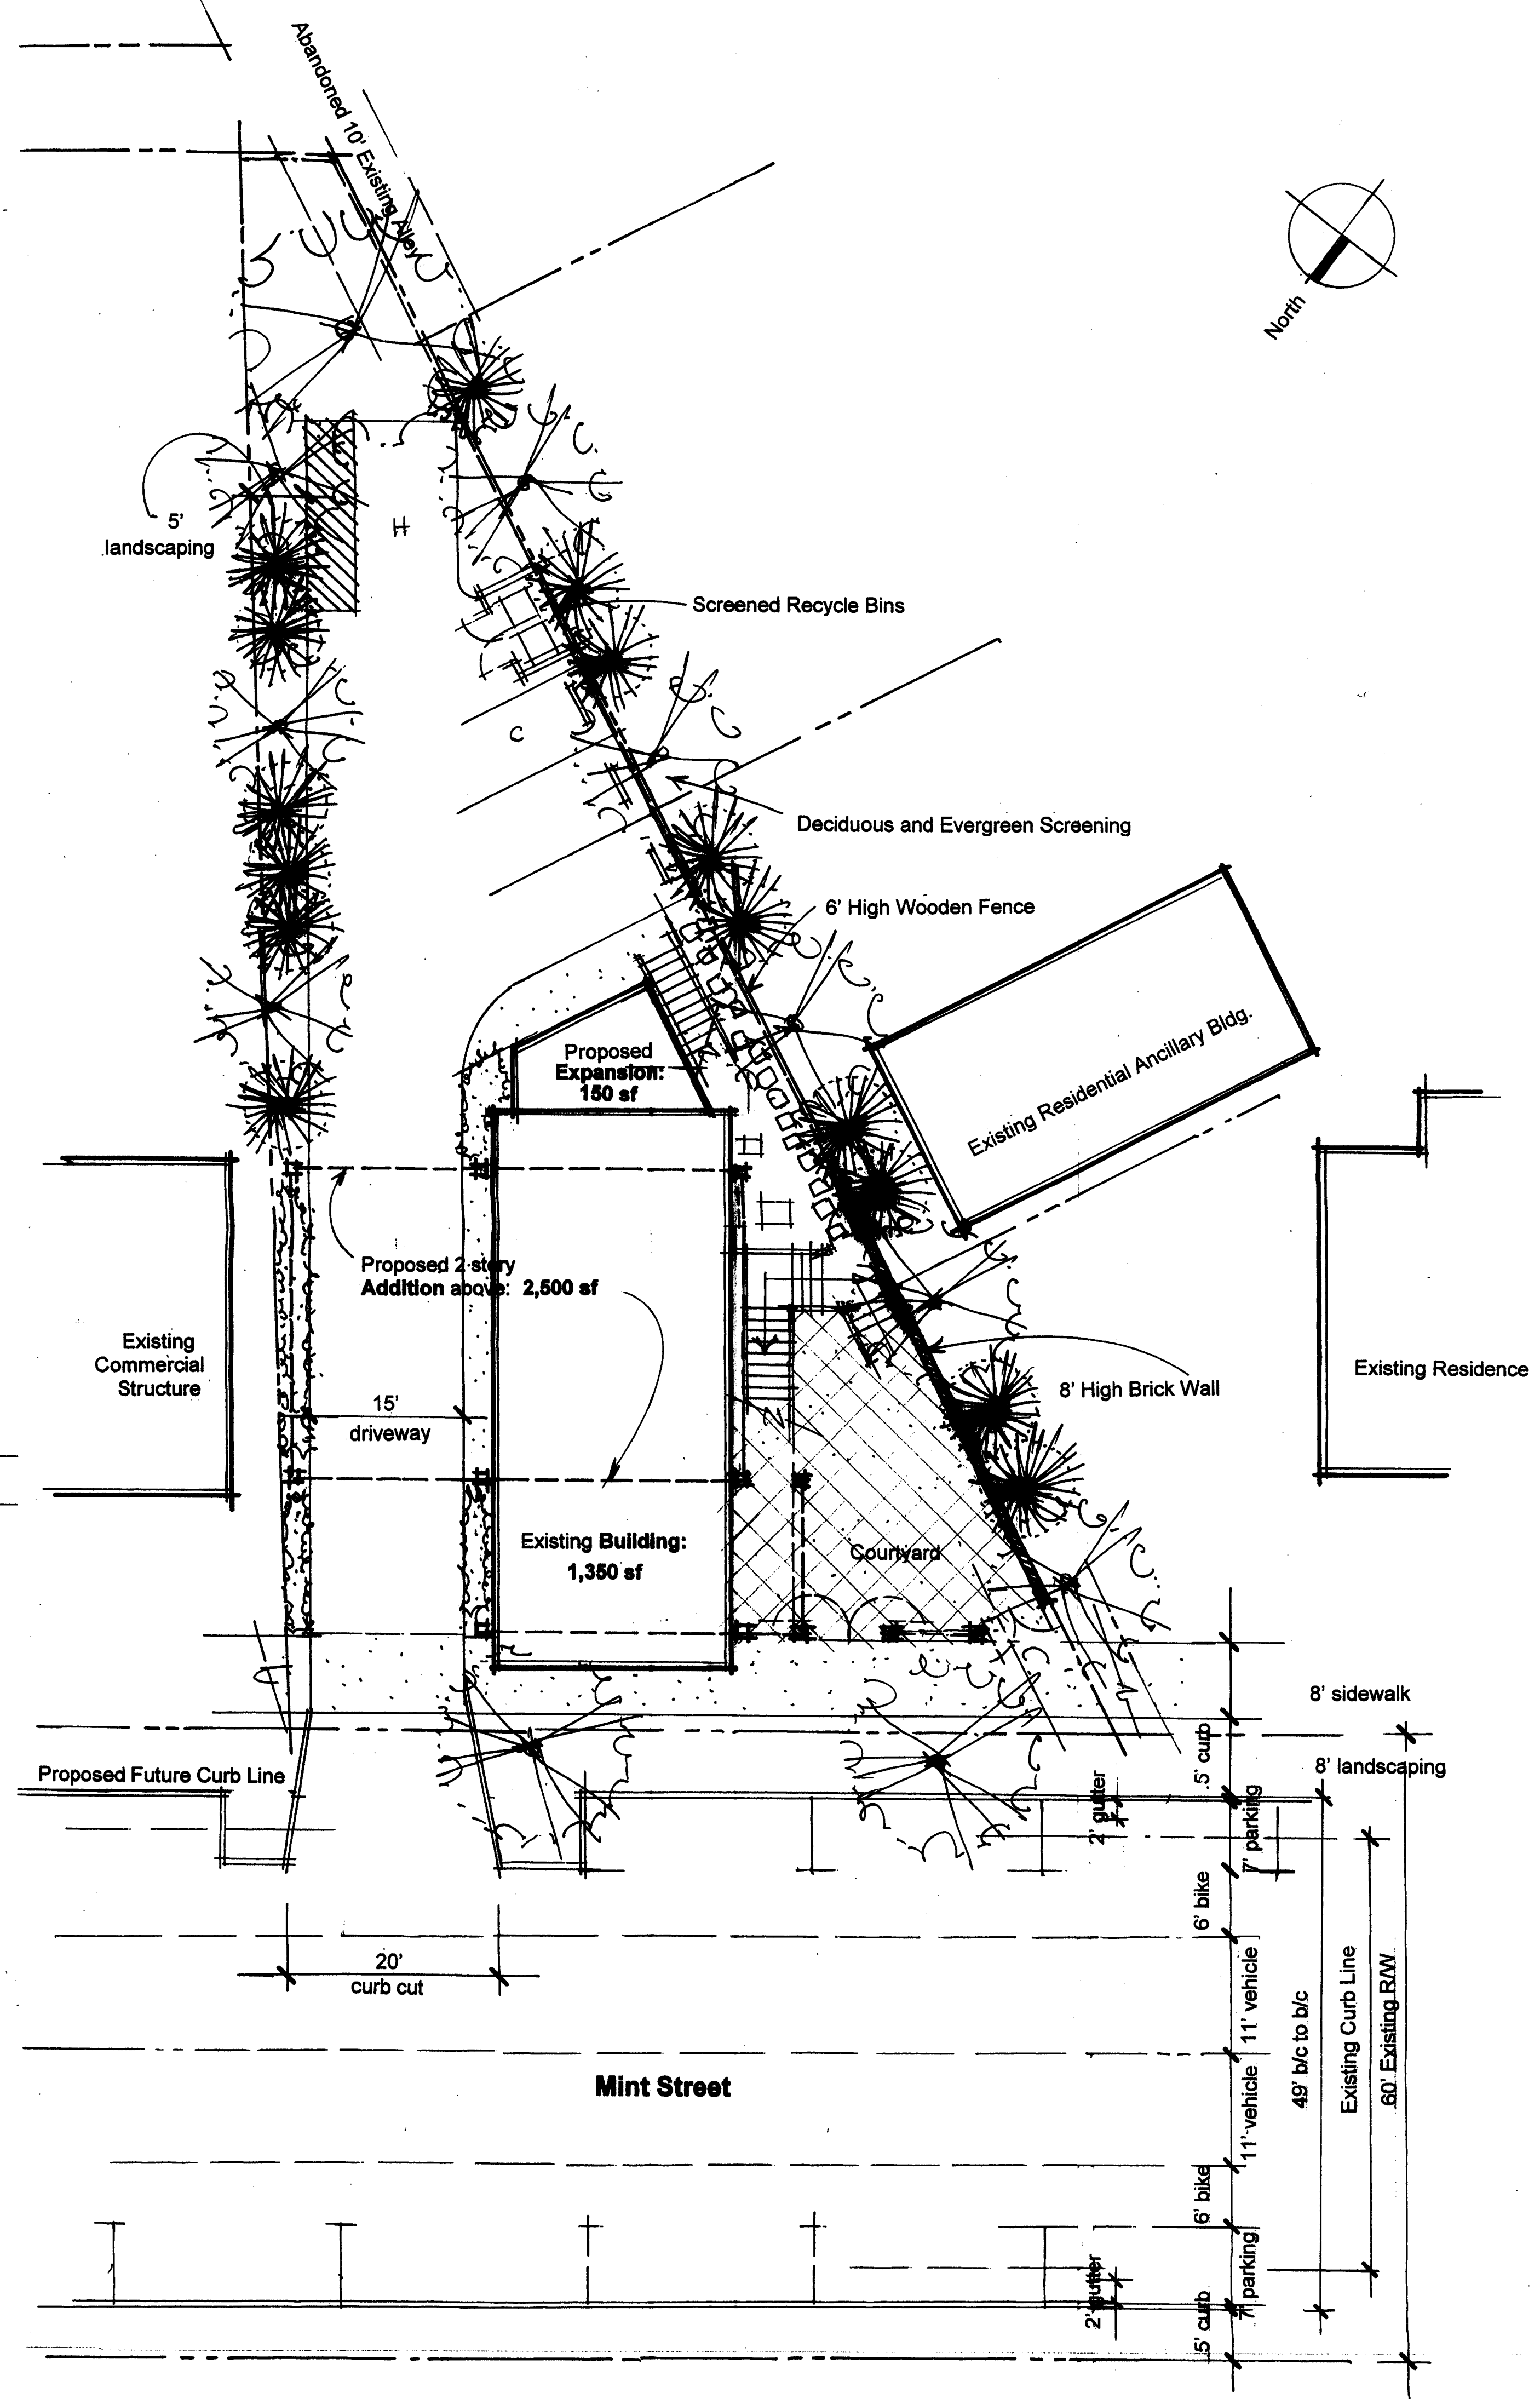 Abandoned 10' Existing Alley
North
5'
landscaping
H
Screened Recycle Bins
C
Deciduous and Evergreen Screening
6' High Wooden Fence
Existing Residential Ancillary Bldg.
Proposed
Expansion:
150 sf
Proposed 2-story
Addition above: 2,500 sf
Existing
Commercial
Structure
Existing Residence
8' High Brick Wall
15'
driveway
Existing Building:
1,350 sf
Courtyard
8' sidewalk
Proposed Future Curb Line
.5' curb
8' landscaping
2' gutter
7' parking
6' bike
20'
curb cut
11' vehicle
49' b/c to b/c
Existing Curb Line
60' Existing R/W
Mint Street
11' vehicle
6' bike
7' parking
2' gutter
.5' curb